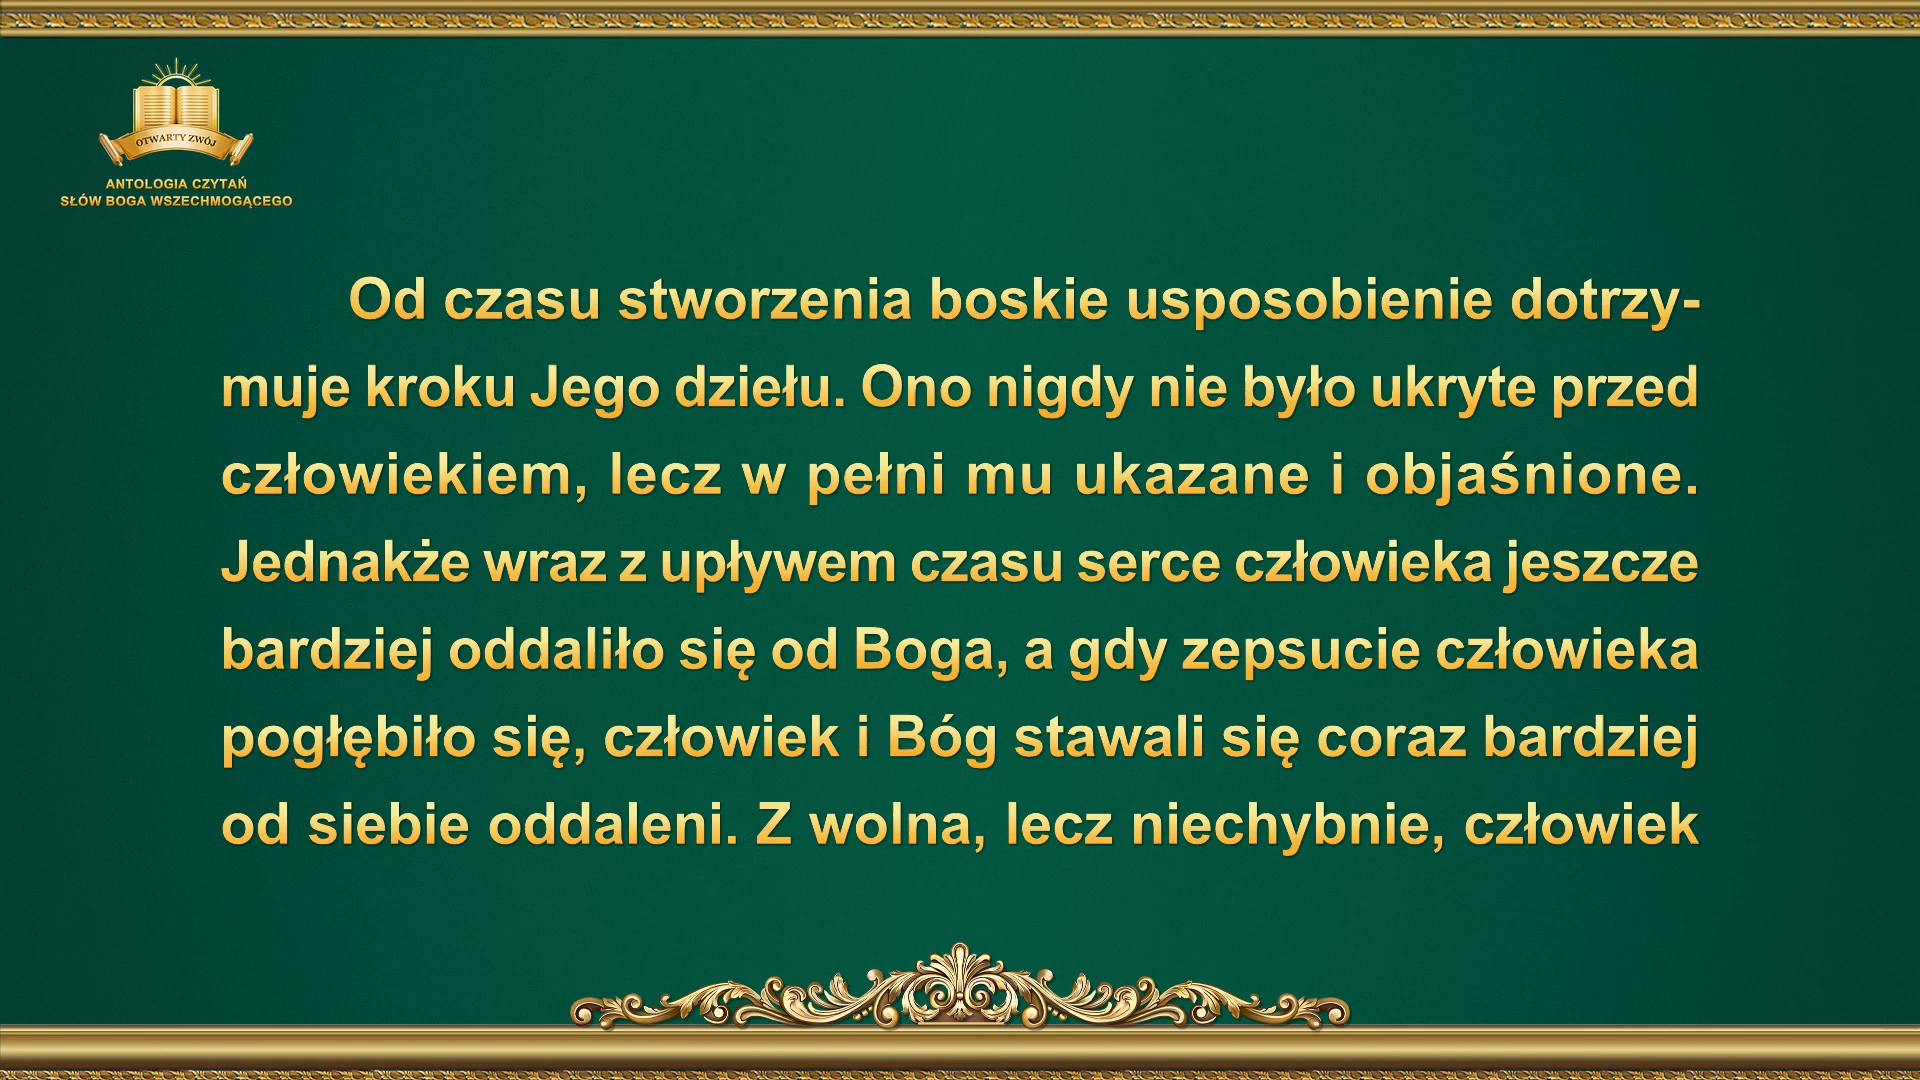 OTWARTY ZWÓJ
ANTOLOGIA CZYTAŃ
SŁÓW BOGA WSZECHMOGĄCEGO
Od czasu stworzenia boskie usposobienie dotrzy-
muje kroku Jego dziełu. Ono nigdy nie było ukryte przed
człowiekiem, lecz w pełni mu ukazane i objaśnione.
Jednakże wraz z upływem czasu serce człowieka jeszcze
bardziej oddaliło się od Boga, a gdy zepsucie człowieka
pogłębiło się, człowiek i Bóg stawali się coraz bardziej
od siebie oddaleni. Z wolna, lecz niechybnie, człowiek